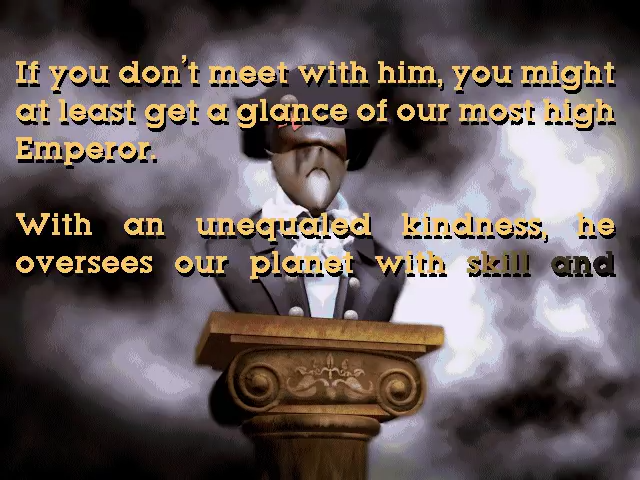 If you don't meet with him, you might
at least get a glance of our most high
Emperor.
With an unequaled kindness, he
oversees our planet with skill and